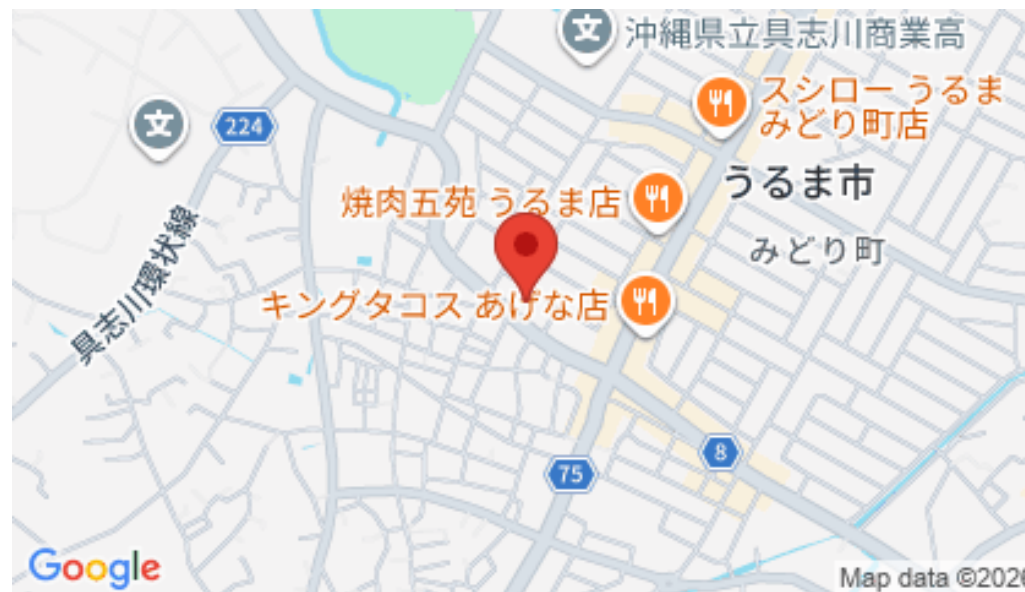 沖縄県立具志川商業高
文
スシロー うるま
みどり町店
文
224
うるま市
焼肉五苑 うるま店
みどり町
具志川環状線
キングタコス あげな店
8
75
Google
Map data ©2026